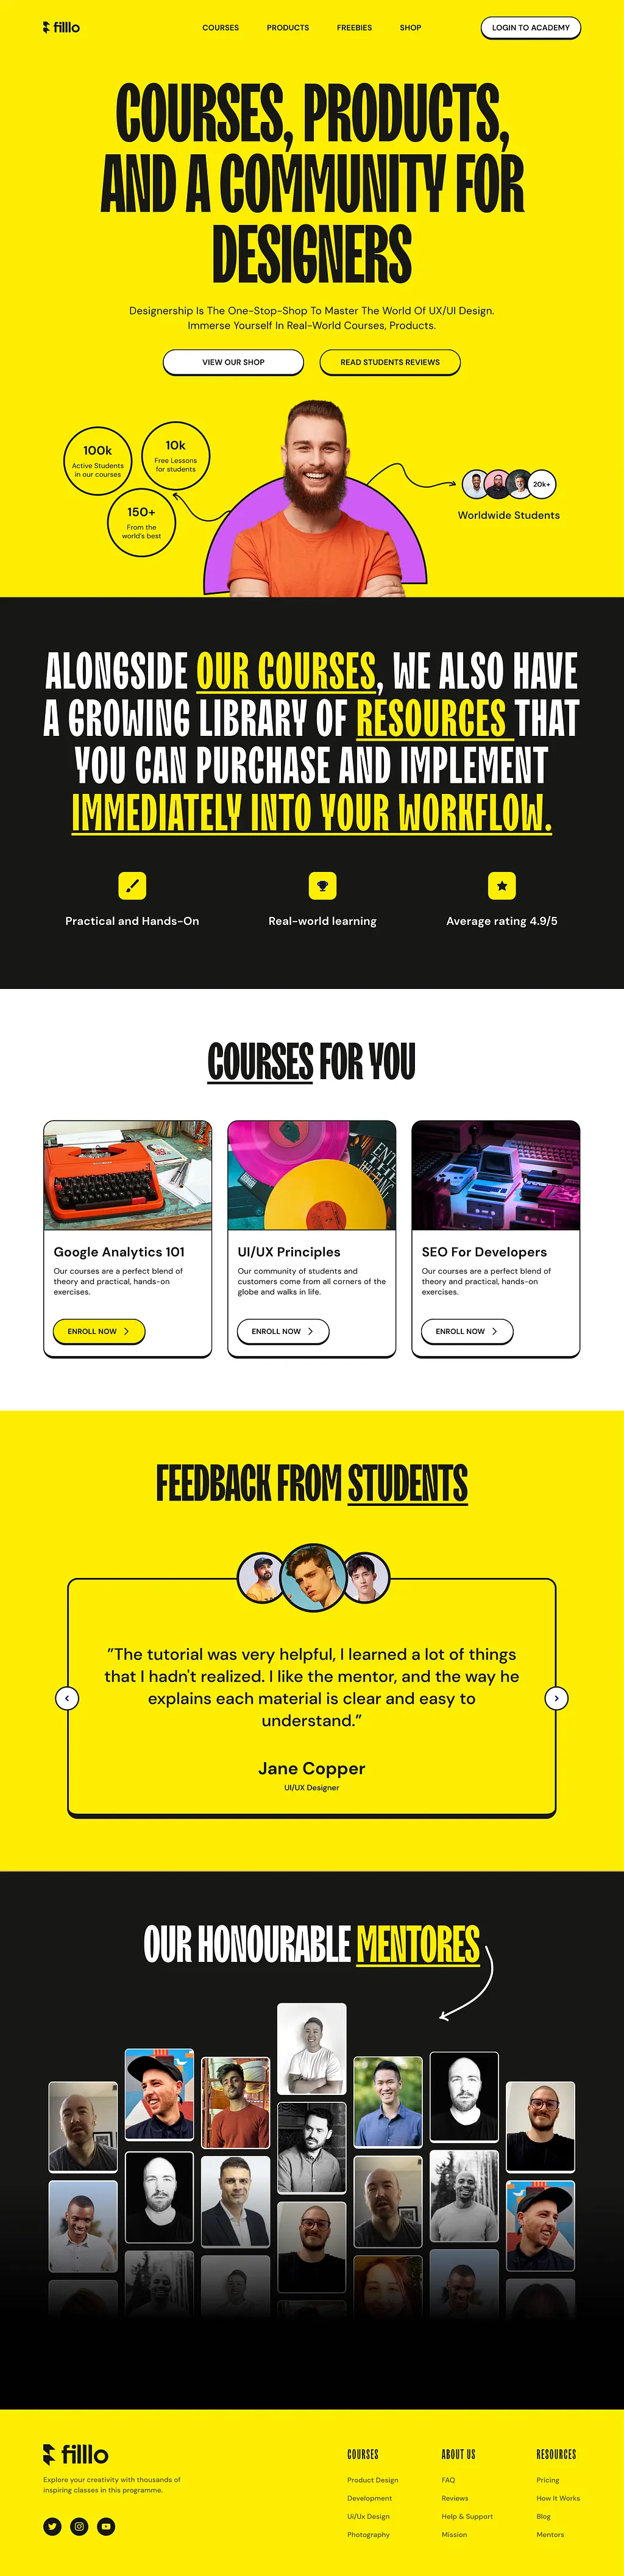 filllo
COURSES
PRODUCTS
FREEBIES
SHOP
LOGIN TO ACADEMY
COURSES, PRODUCTS,
AND A COMMUNITY FOR
DESIGNERS
Designership Is The One-Stop-Shop To Master The World Of UX/UI Design.
Immerse Yourself In Real-World Courses, Products.
VIEW OUR SHOP
READ STUDENTS REVIEWS
100k
Active Students
in our courses
10k
Free Lessons
for students
150+
From the
world's best
20k+
Worldwide Students
ALONGSIDE OUR COURSES, WE ALSO HAVE
A GROWING LIBRARY OF RESOURCES THAT
YOU CAN PURCHASE AND IMPLEMENT
IMMEDIATELY INTO YOUR WORKFLOW.
Practical and Hands-On
Real-world learning
Average rating 4.9/5
COURSES FOR YOU
Google Analytics 101
Our courses are a perfect blend of
theory and practical, hands-on
exercises.
ENROLL NOW
UI/UX Principles
Our community of students and
customers come from all corners of the
globe and walks in life.
ENROLL NOW
SEO For Developers
Our courses are a perfect blend of
theory and practical, hands-on
exercises.
ENROLL NOW
FEEDBACK FROM STUDENTS
”The tutorial was very helpful, I learned a lot of things
that I hadn't realized. I like the mentor, and the way he
explains each material is clear and easy to
understand.”
Jane Copper
UI/UX Designer
OUR HONOURABLE MENTORES
filllo
Explore your creativity with thousands of
inspiring classes in this programme.
COURSES
Product Design
Development
Ui/Ux Design
Photography
ABOUT US
FAQ
Reviews
Help & Support
Mission
RESOURCES
Pricing
How It Works
Blog
Mentors